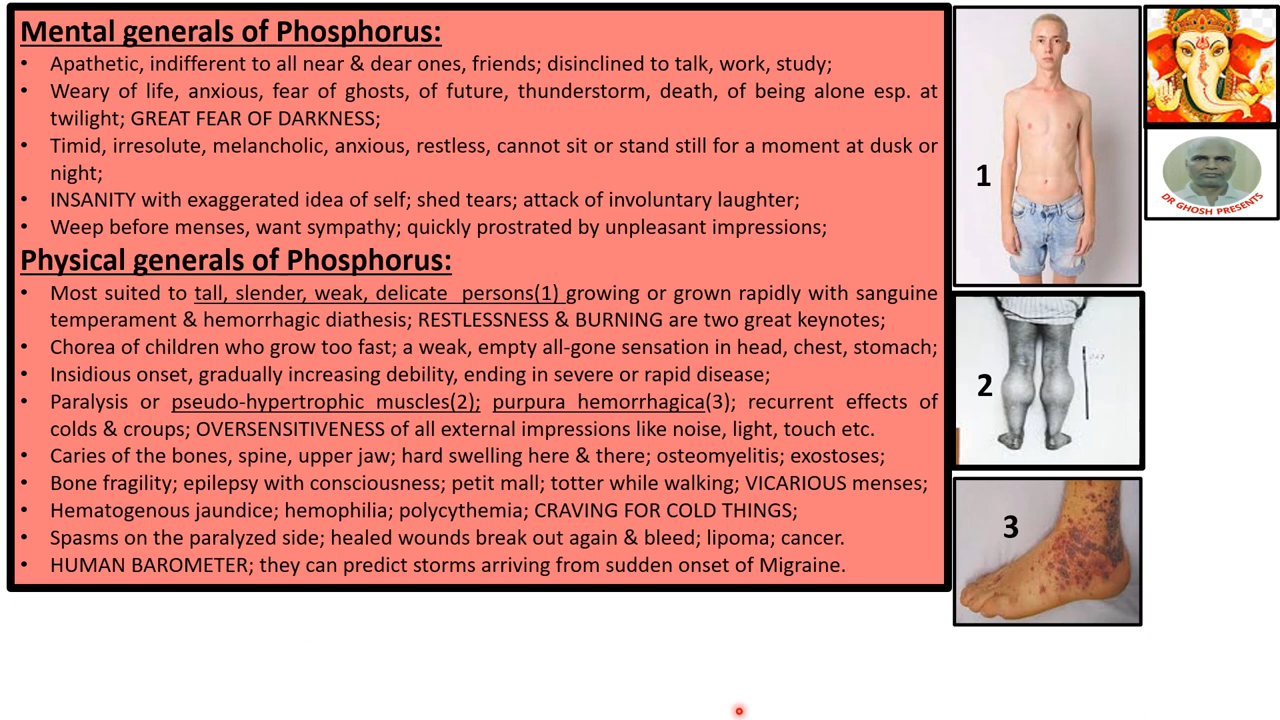 Mental generals of Phosphorus:
• Apathetic, indifferent to all near & dear ones, friends; disinclined to talk, work, study;
• Weary of life, anxious, fear of ghosts, of future, thunderstorm, death, of being alone esp. at
twilight; GREAT FEAR OF DARKNESS;
• Timid, irresolute, melancholic, anxious, restless, cannot sit or stand still for a moment at dusk or
night;
• INSANITY with exaggerated idea of self; shed tears; attack of involuntary laughter;
• Weep before menses, want sympathy; quickly prostrated by unpleasant impressions;
Physical generals of Phosphorus:
• Most suited to tall, slender, weak, delicate persons(1) growing or grown rapidly with sanguine
temperament & hemorrhagic diathesis; RESTLESSNESS & BURNING are two great keynotes;
• Chorea of children who grow too fast; a weak, empty all-gone sensation in head, chest, stomach;
• Insidious onset, gradually increasing debility, ending in severe or rapid disease;
• Paralysis or pseudo-hypertrophic muscles(2); purpura hemorrhagica(3); recurrent effects of
colds & croups; OVERSENSITIVENESS of all external impressions like noise, light, touch etc.
• Caries of the bones, spine, upper jaw; hard swelling here & there; osteomyelitis; exostoses;
• Bone fragility; epilepsy with consciousness; petit mall; totter while walking; VICARIOUS menses;
• Hematogenous jaundice; hemophilia; polycythemia; CRAVING FOR COLD THINGS;
• Spasms on the paralyzed side; healed wounds break out again & bleed; lipoma; cancer.
• HUMAN BAROMETER; they can predict storms arriving from sudden onset of Migraine.
1
2
3
DR GHOSH PRESENTS